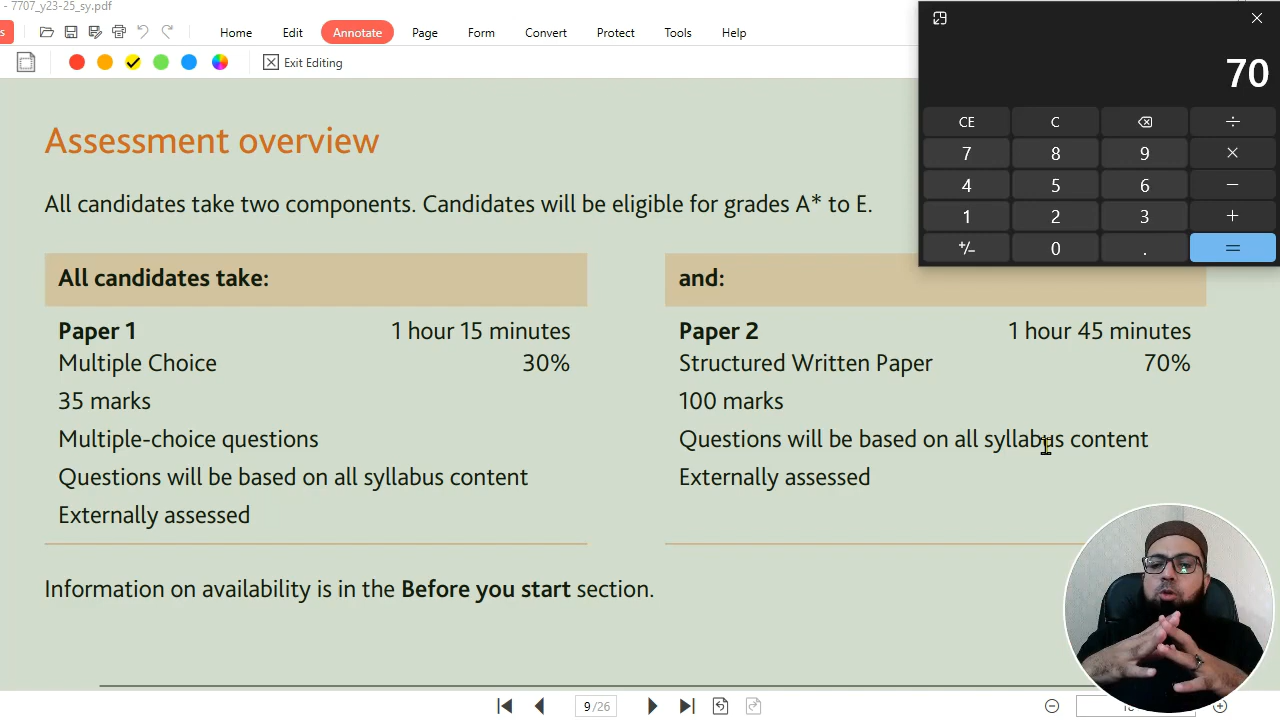 - 7707_y23-25_sy.pdf
s
Home Edit Annotate Page Form Convert Protect Tools Help
Exit Editing
70
CE C ÷
7 8 9 ×
4 5 6 −
1 2 3 +
+/− 0 . =
Assessment overview
All candidates take two components. Candidates will be eligible for grades A* to E.
All candidates take:
Paper 1 1 hour 15 minutes
Multiple Choice 30%
35 marks
Multiple-choice questions
Questions will be based on all syllabus content
Externally assessed
and:
Paper 2 1 hour 45 minutes
Structured Written Paper 70%
100 marks
Questions will be based on all syllabus content
Externally assessed
Information on availability is in the Before you start section.
9 /26